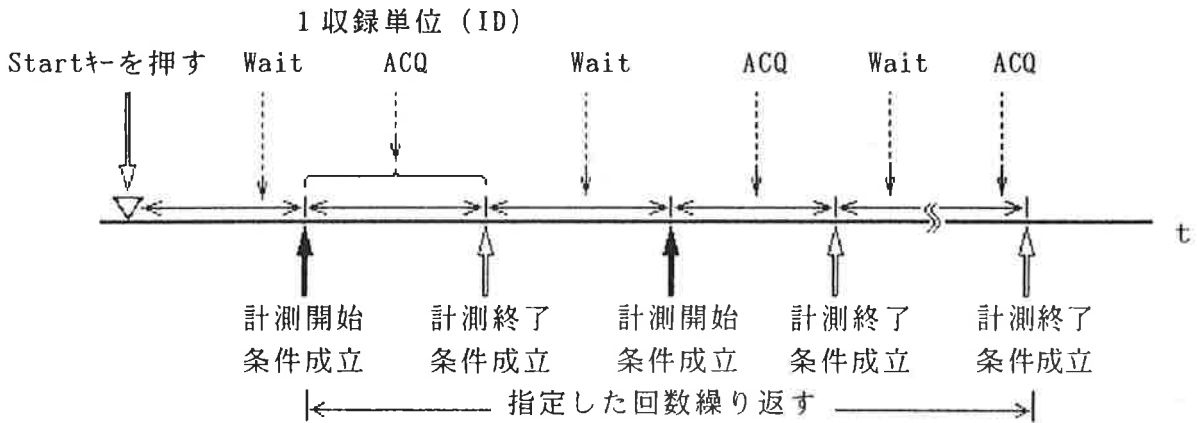 1収録単位(ID)
Startキーを押す Wait ACQ Wait ACQ Wait ACQ
t
計測開始 計測終了 計測開始 計測終了 計測終了
条件成立 条件成立 条件成立 条件成立 条件成立
指定した回数繰り返す